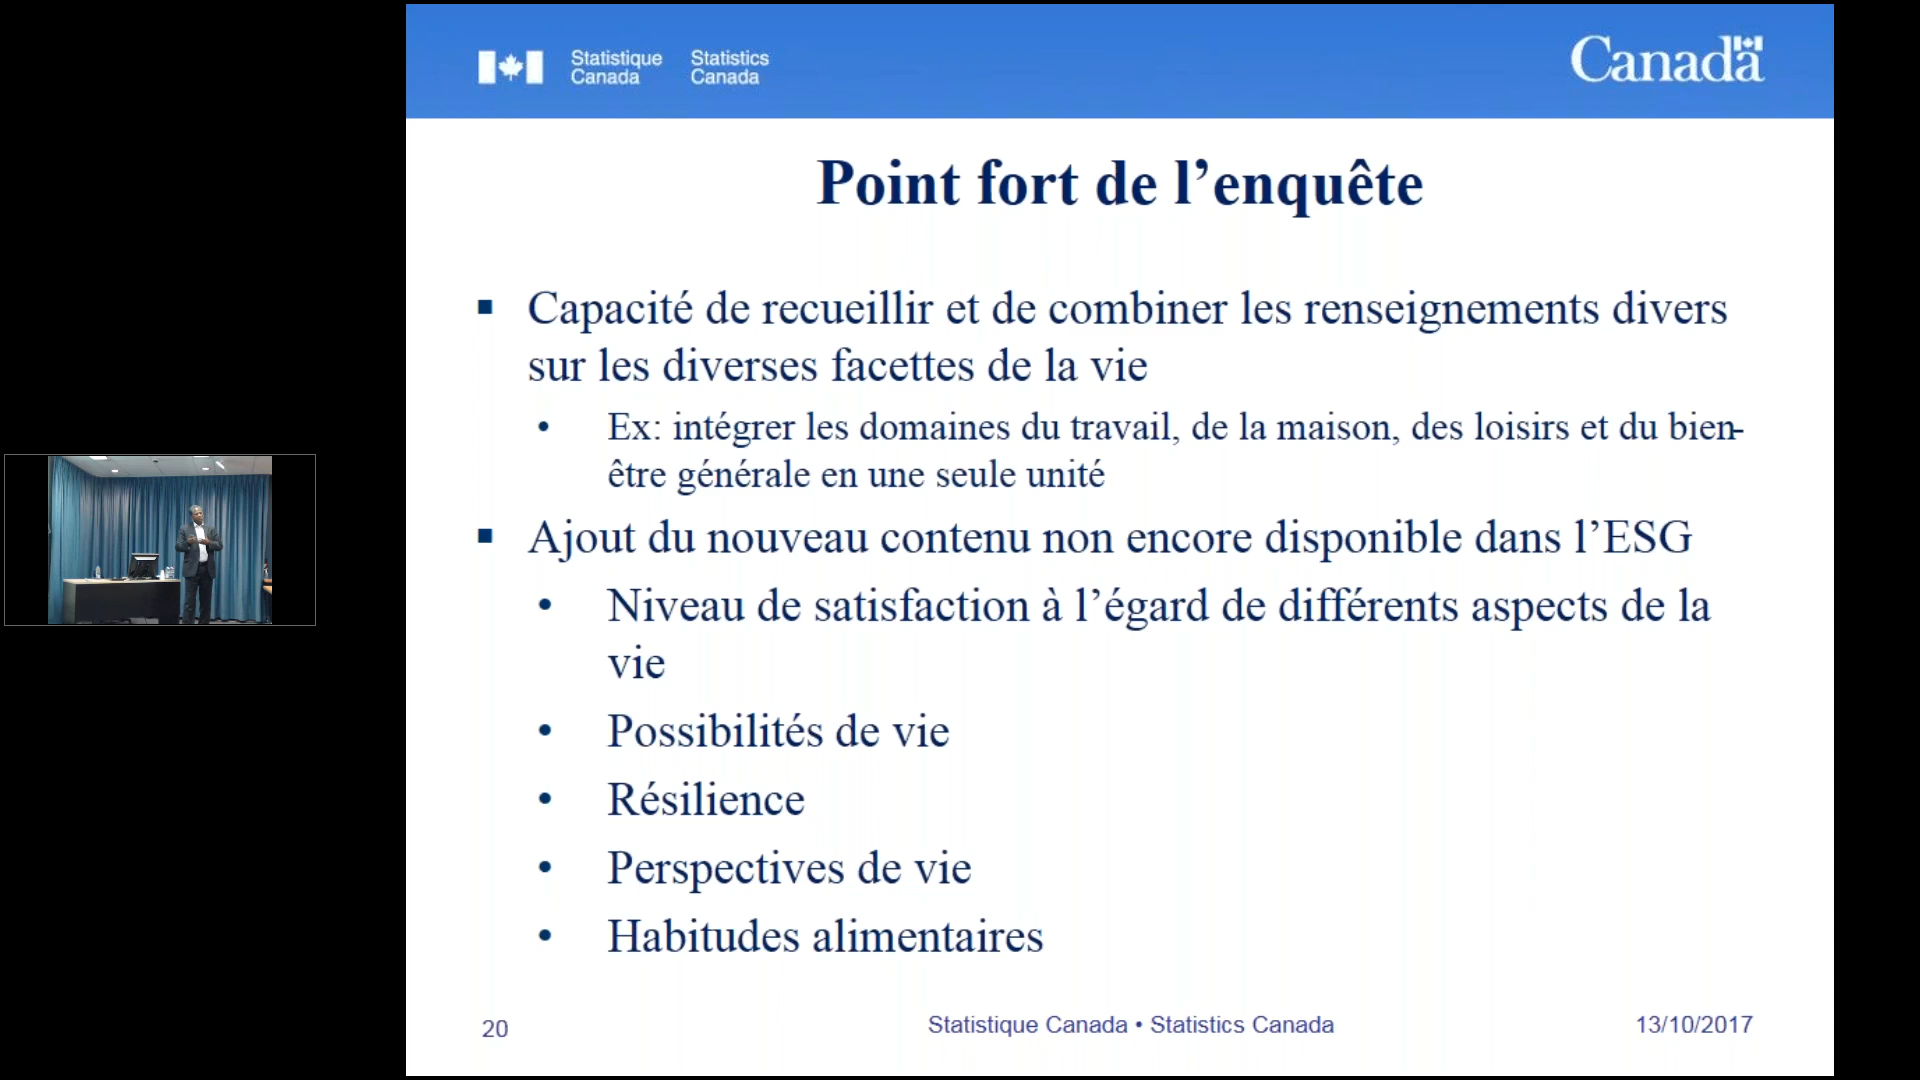 Statistique Canada
Statistics Canada
Canada
Point fort de l’enquête
▪ Capacité de recueillir et de combiner les renseignements divers
sur les diverses facettes de la vie
• Ex: intégrer les domaines du travail, de la maison, des loisirs et du bien-
être générale en une seule unité
▪ Ajout du nouveau contenu non encore disponible dans l’ESG
• Niveau de satisfaction à l’égard de différents aspects de la
vie
• Possibilités de vie
• Résilience
• Perspectives de vie
• Habitudes alimentaires
20
Statistique Canada • Statistics Canada
13/10/2017